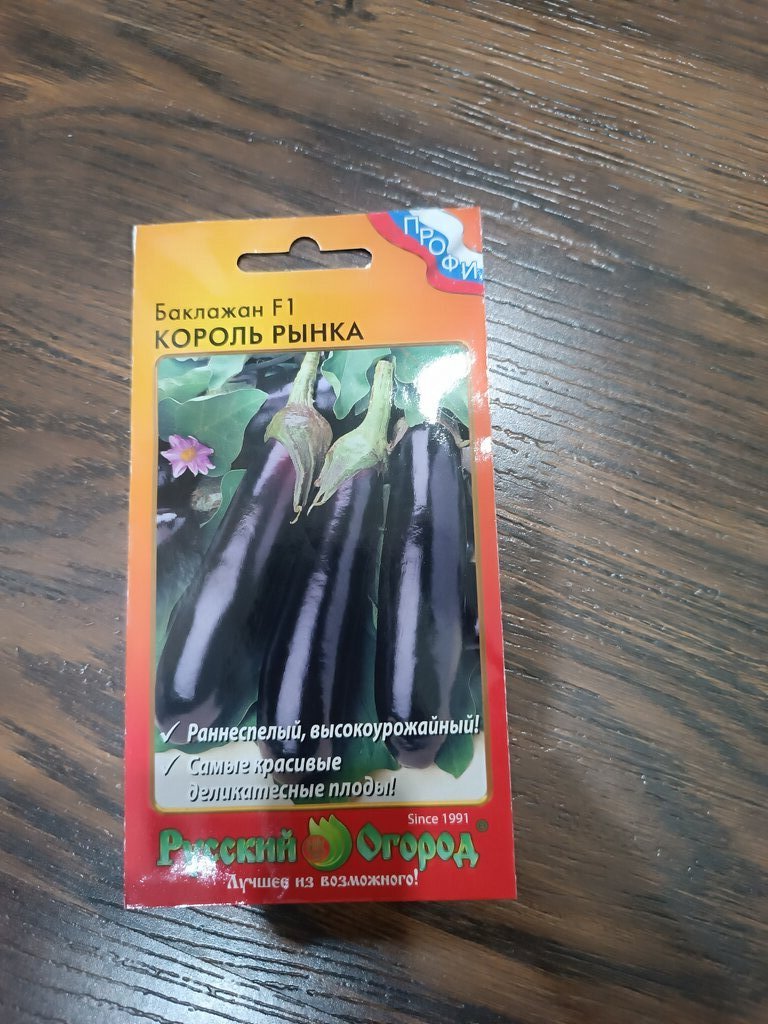 ПРОФИ
Баклажан F1
КОРОЛЬ РЫНКА
✓ Раннеспелый, высокоурожайный!
✓ Самые красивые
деликатесные плоды!
Since 1991
Русский Огород®
Лучшее из возможного!